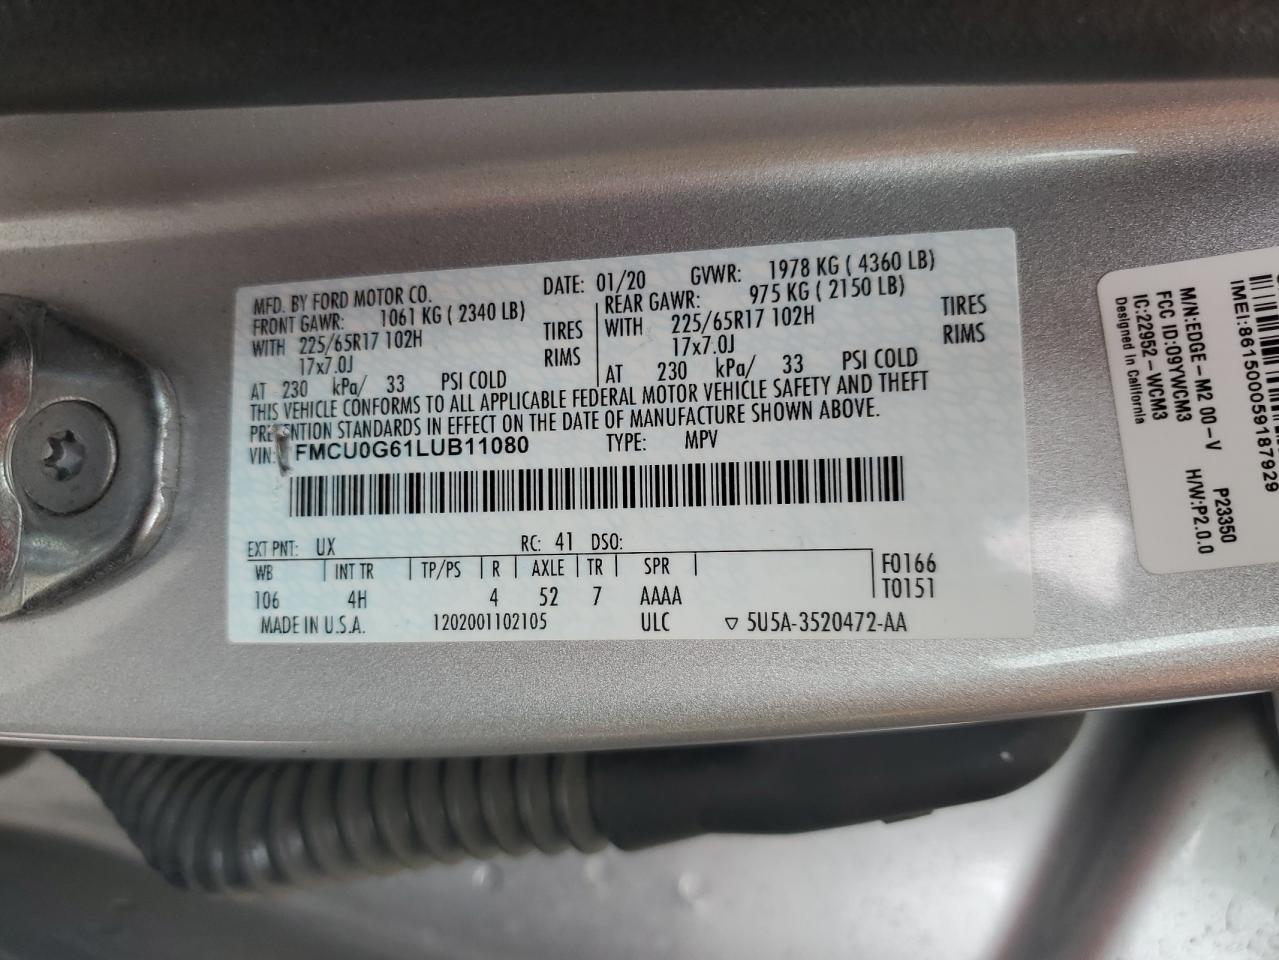 MFD. BY FORD MOTOR CO. DATE: 01/20 GVWR: 1978 KG ( 4360 LB)
FRONT GAWR: 1061 KG ( 2340 LB) REAR GAWR: 975 KG ( 2150 LB)
WITH 225/65R17 102H TIRES WITH 225/65R17 102H TIRES
17x7.0J RIMS 17x7.0J RIMS
AT 230 kPa/ 33 PSI COLD AT 230 kPa/ 33 PSI COLD
THIS VEHICLE CONFORMS TO ALL APPLICABLE FEDERAL MOTOR VEHICLE SAFETY AND THEFT
PREVENTION STANDARDS IN EFFECT ON THE DATE OF MANUFACTURE SHOWN ABOVE.
VIN: FMCU0G61LUB11080 TYPE: MPV
EXT PNT: UX RC: 41 DSO:
WB INT TR TP/PS R AXLE TR SPR F0166
106 4H 4 52 7 AAAA T0151
MADE IN U.S.A. 1202001102105 ULC ▽ 5U5A-3520472-AA
IMEI:861500059187929
M/N:EDGE-M2 00-V P23350
FCC ID:09YWCM3 H/W:P2.0.0
IC:22952-WCM3
Designed in California